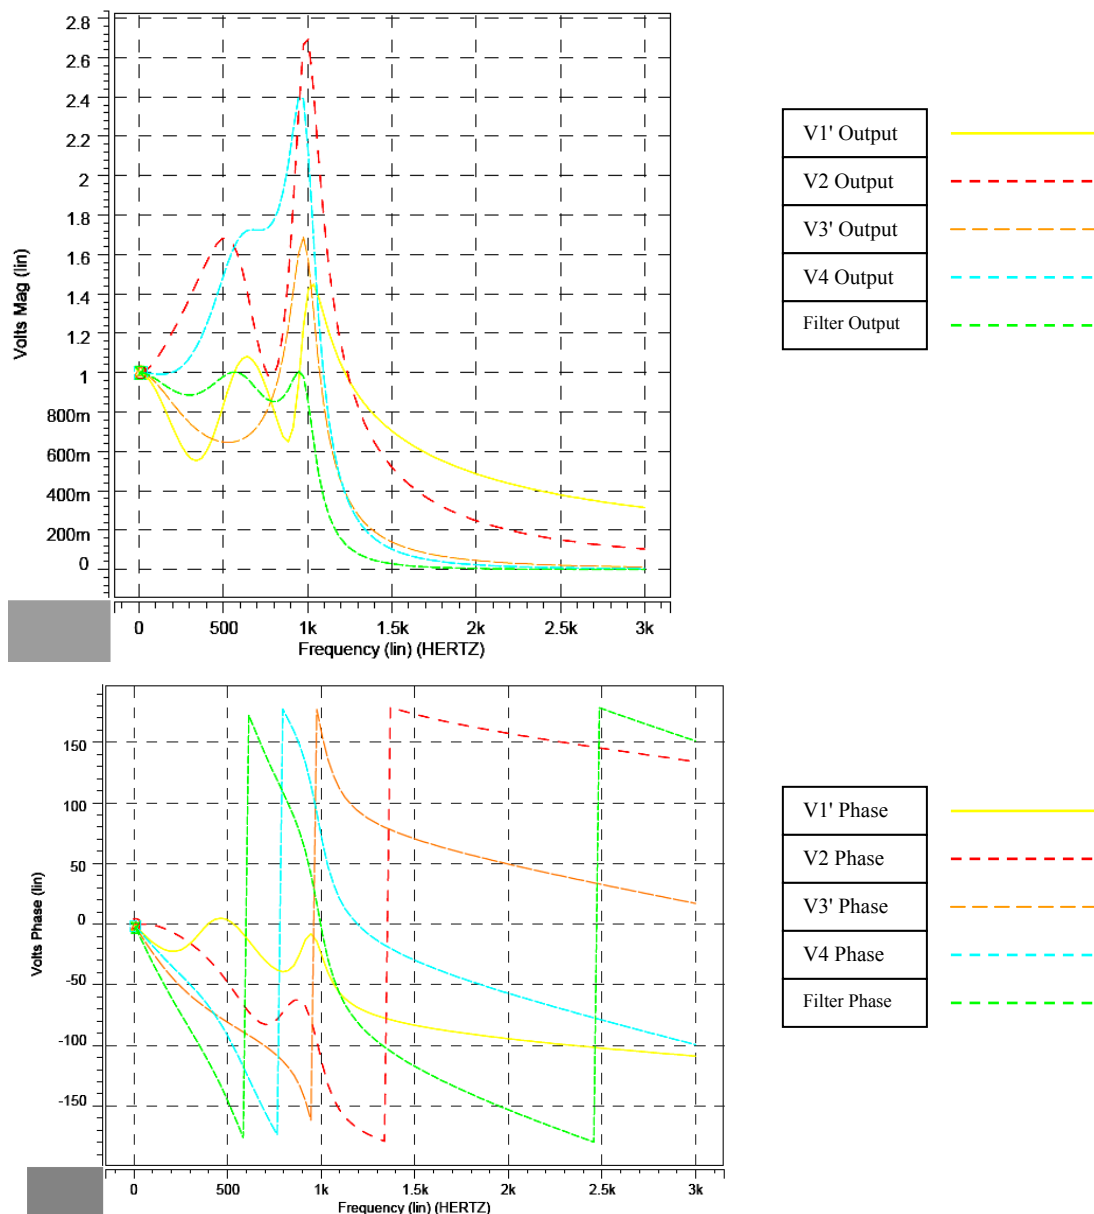 2.8
2.6
2.4
2.2
2
1.8
1.6
1.4
1.2
1
800m
600m
400m
200m
0
Volts Mag (lin)
0 500 1k 1.5k 2k 2.5k 3k
Frequency (lin) (HERTZ)
V1' Output
V2 Output
V3' Output
V4 Output
Filter Output
150
100
50
0
-50
-100
-150
Volts Phase (lin)
0 500 1k 1.5k 2k 2.5k 3k
Frequency (lin) (HERTZ)
V1' Phase
V2 Phase
V3' Phase
V4 Phase
Filter Phase